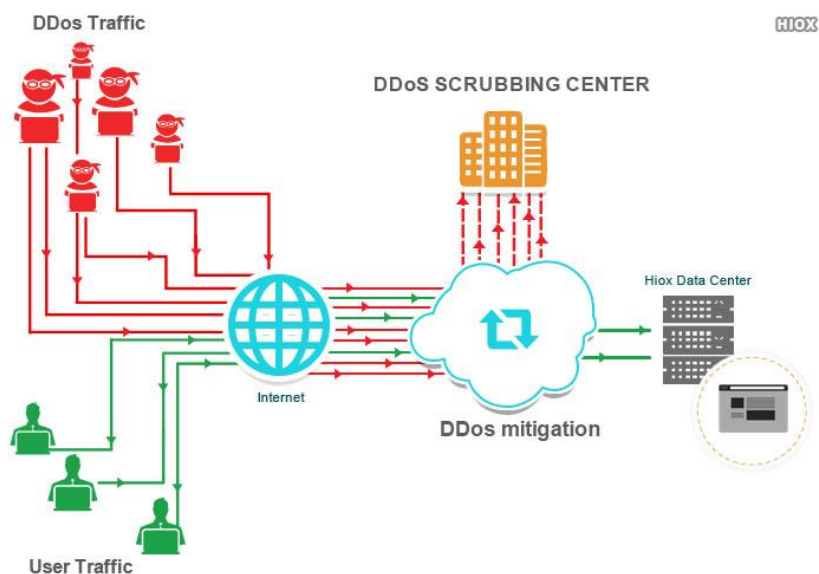 DDos Traffic
HIOX
DDoS SCRUBBING CENTER
Hiox Data Center
Internet
DDos mitigation
User Traffic